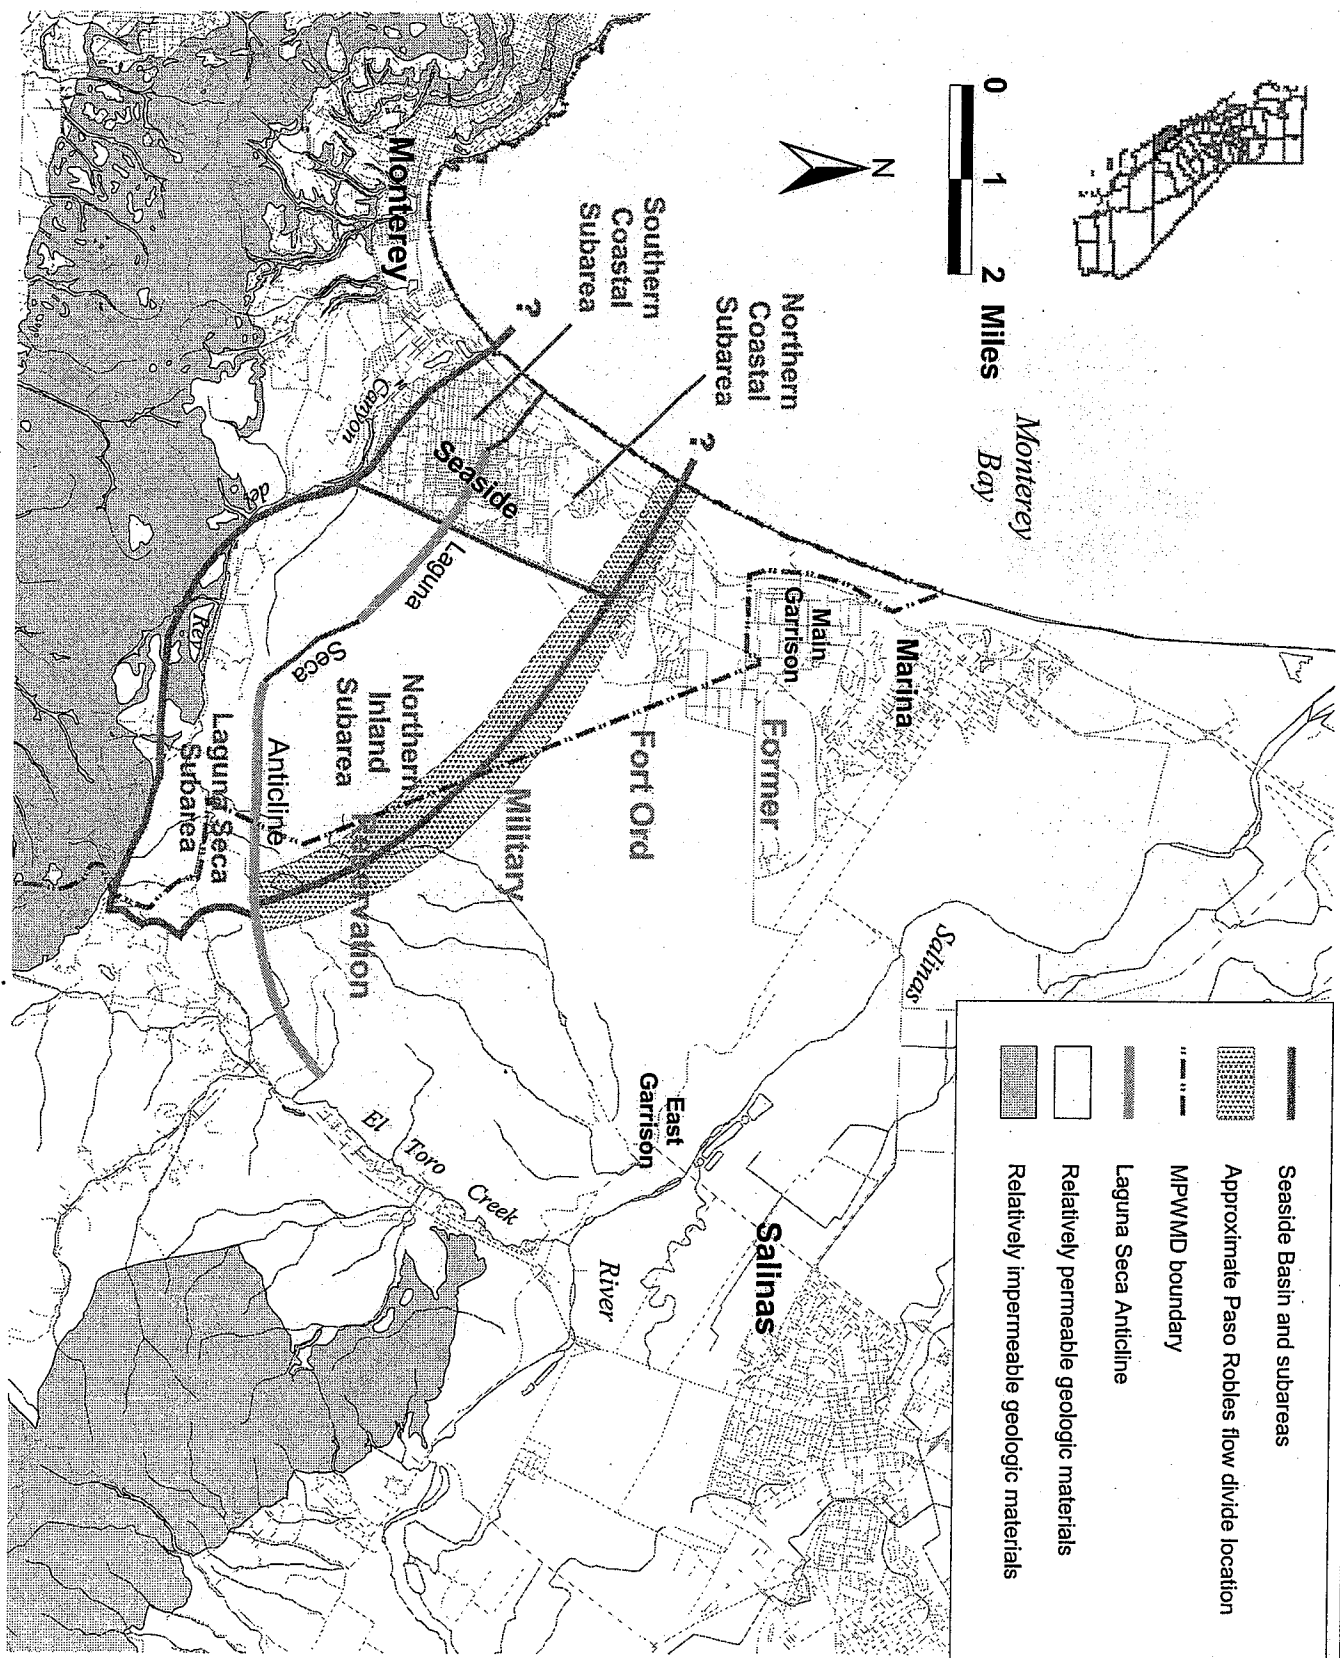 0 1 2 Miles
N
Monterey
Bay
Northern
Coastal
Subarea
Southern
Coastal
Subarea
?
?
Monterey
Seaside
Canyon
del
Rey
Laguna
Seca
Anticline
Northern
Inland
Subarea
Laguna Seca
Subarea
Main
Garrison
Marina
Former
Fort Ord
Military
Reservation
Salinas
River
East
Garrison
Salinas
El Toro Creek
Seaside Basin and subareas
Approximate Paso Robles flow divide location
MPWMD boundary
Laguna Seca Anticline
Relatively permeable geologic materials
Relatively impermeable geologic materials